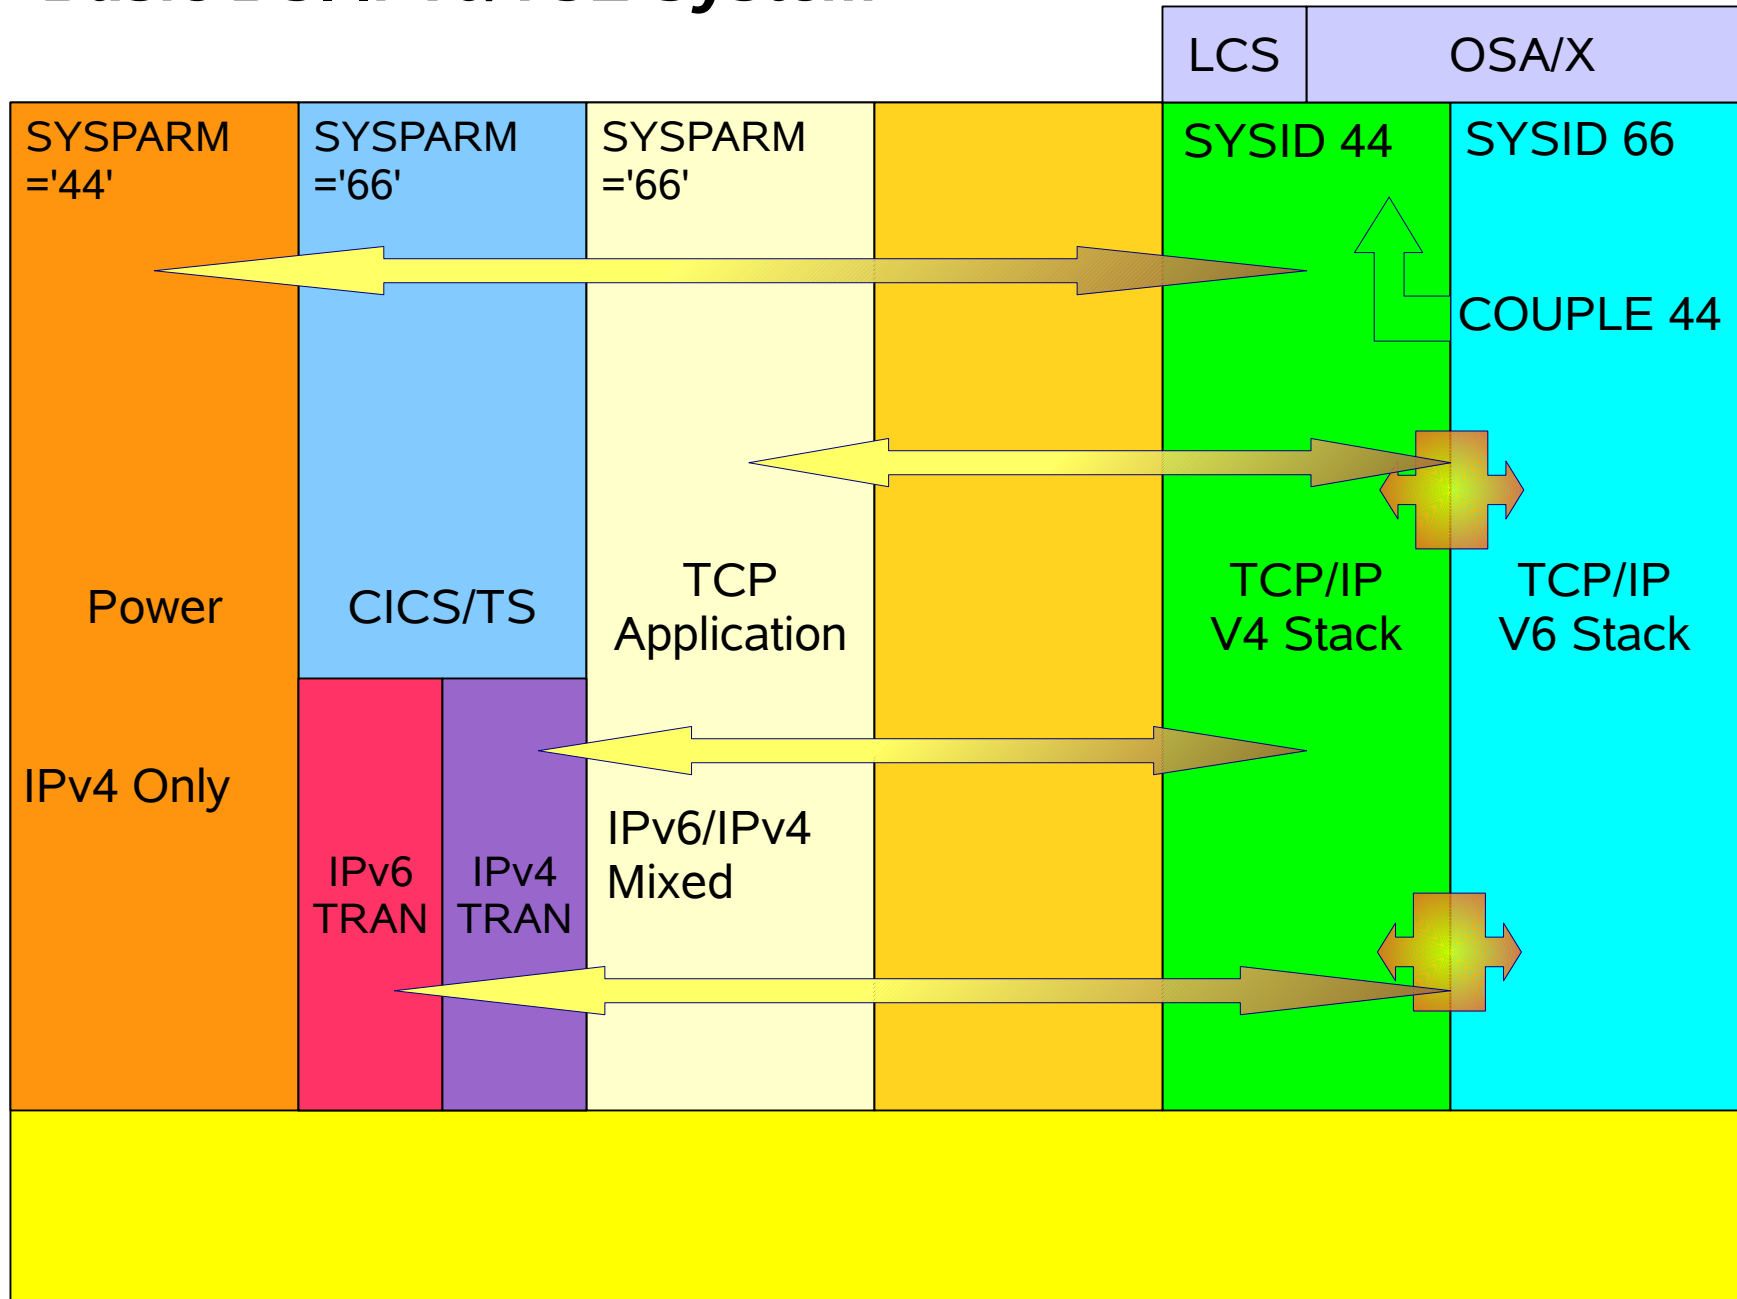 LCS
OSA/X
SYSPARM
='44'
SYSPARM
='66'
SYSPARM
='66'
SYSID 44
SYSID 66
COUPLE 44
Power
CICS/TS
TCP
Application
TCP/IP
V4 Stack
TCP/IP
V6 Stack
IPv4 Only
IPv6/IPv4
Mixed
IPv6
TRAN
IPv4
TRAN